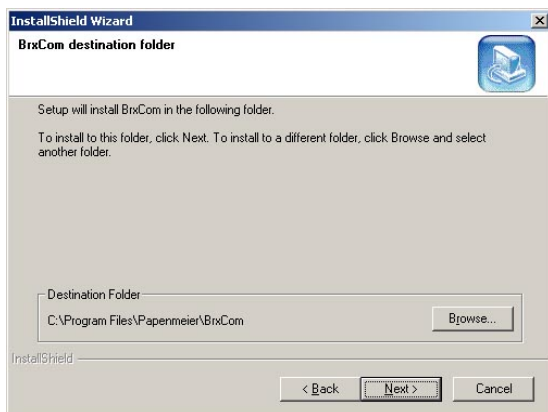 InstallShield Wizard
BrxCom destination folder
Setup will install BrxCom in the following folder.
To install to this folder, click Next. To install to a different folder, click Browse and select
another folder.
Destination Folder
C:\Program Files\Papenmeier\BrxCom
Browse...
InstallShield
< Back
Next >
Cancel